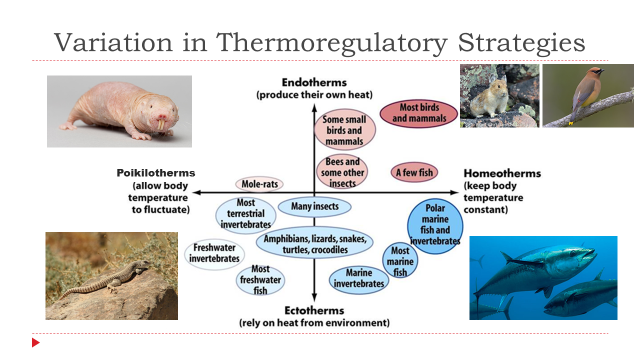 Variation in Thermoregulatory Strategies
Endotherms
(produce their own heat)
Most birds
and mammals
Some small
birds and
mammals
Bees and
some other
insects
A few fish
Poikilotherms
(allow body
temperature
to fluctuate)
Mole-rats
Homeotherms
(keep body
temperature
constant)
Most
terrestrial
invertebrates
Many insects
Polar
marine
fish and
invertebrates
Freshwater
invertebrates
Amphibians, lizards, snakes,
turtles, crocodiles
Most
marine
fish
Most
freshwater
fish
Marine
invertebrates
Ectotherms
(rely on heat from environment)